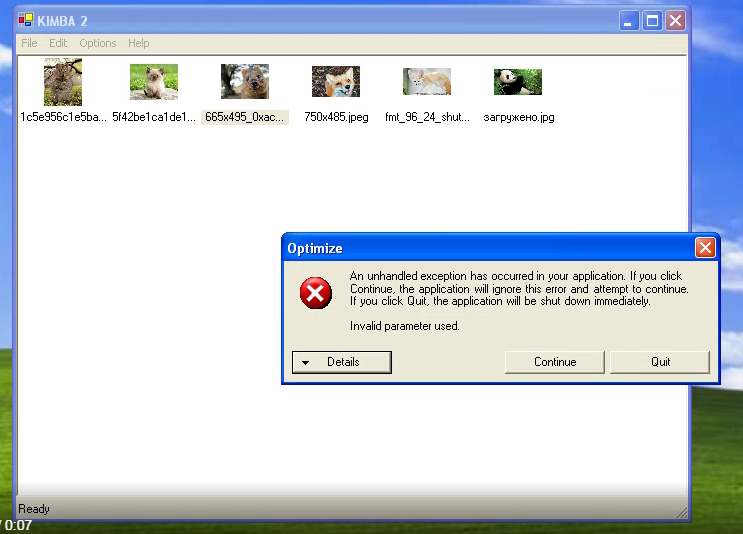 KIMBA 2
File Edit Options Help
1c5e956c1e5ba... 5f42be1ca1de1... 665x495_0xac... 750x485.jpeg fmt_96_24_shut... загружено.jpg
Optimize
An unhandled exception has occurred in your application. If you click
Continue, the application will ignore this error and attempt to continue.
If you click Quit, the application will be shut down immediately.
Invalid parameter used.
Details Continue Quit
Ready
/ 0:07